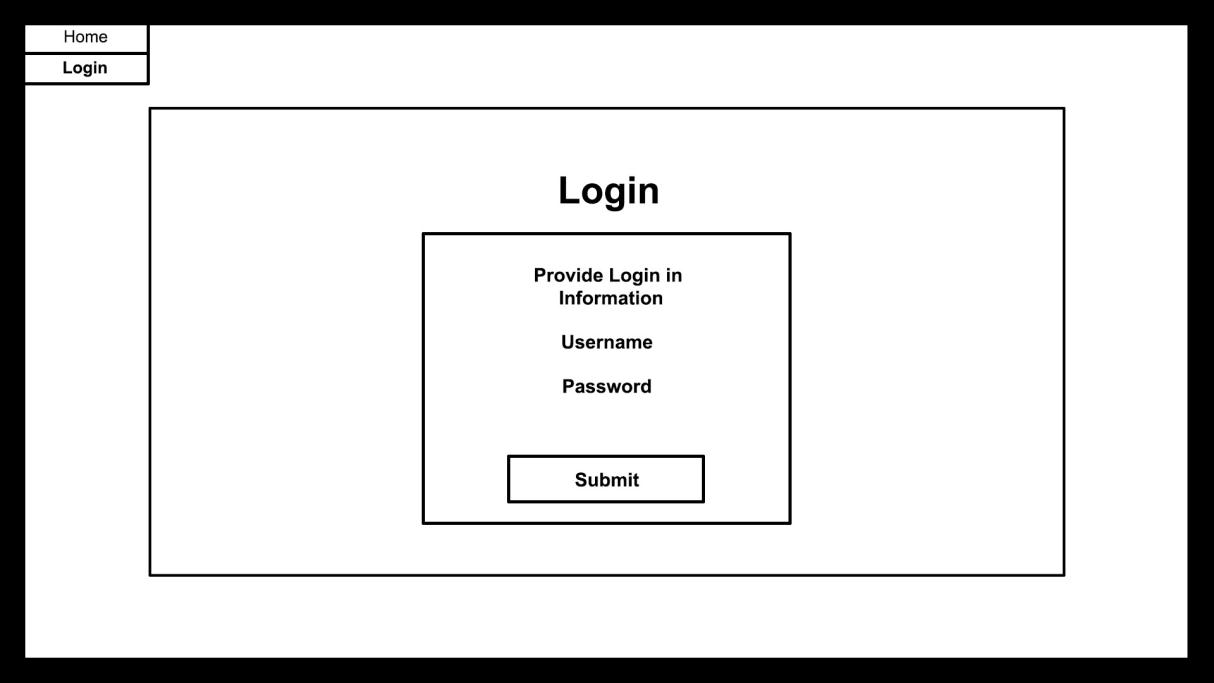 Home
Login
Login
Provide Login in
Information
Username
Password
Submit